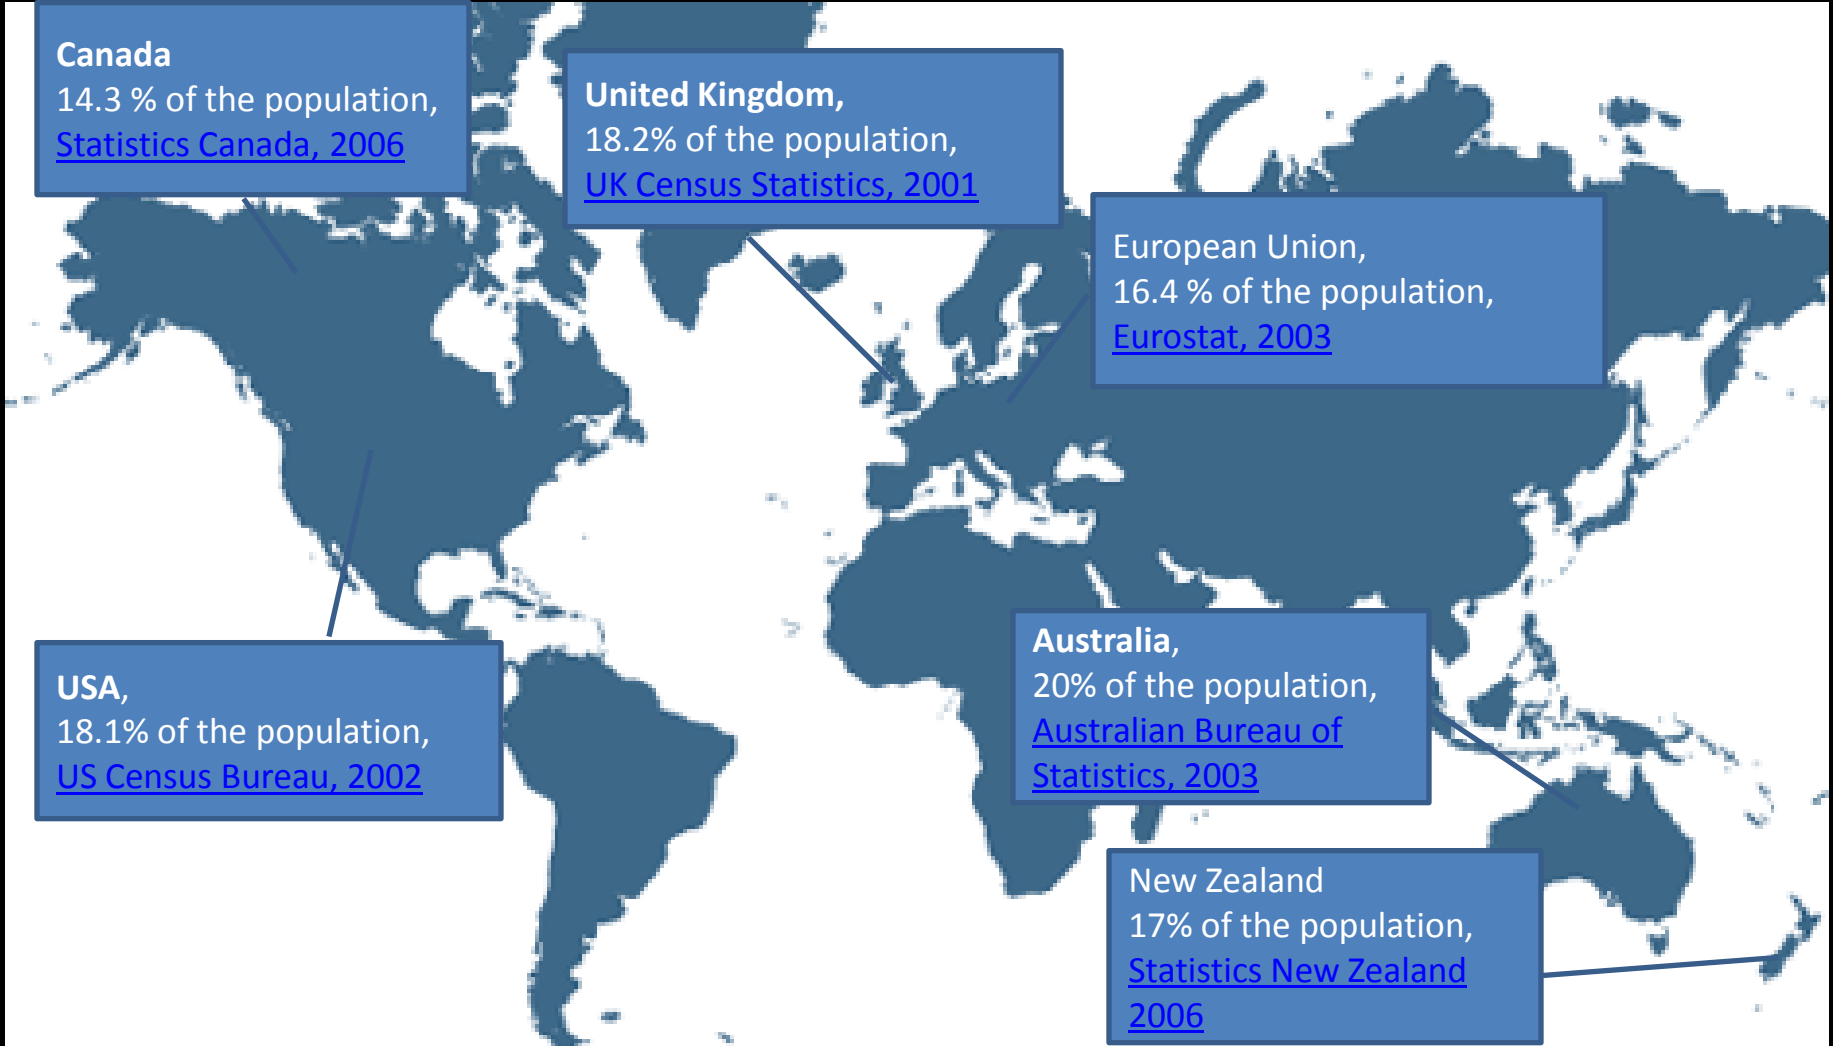 Canada
14.3 % of the population,
Statistics Canada, 2006
United Kingdom,
18.2% of the population,
UK Census Statistics, 2001
European Union,
16.4 % of the population,
Eurostat, 2003
USA,
18.1% of the population,
US Census Bureau, 2002
Australia,
20% of the population,
Australian Bureau of
Statistics, 2003
New Zealand
17% of the population,
Statistics New Zealand
2006